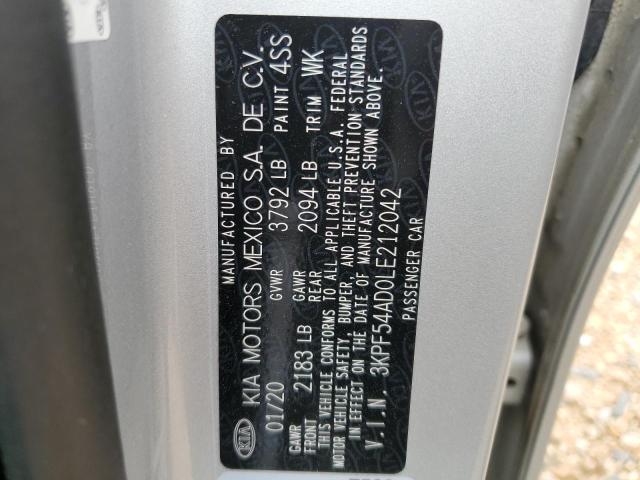 MANUFACTURED BY
KIA KIA MOTORS MEXICO S.A. DE C.V.
01/20 GVWR 3792 LB PAINT 4SS
GAWR FRONT 2183 LB GAWR REAR 2094 LB TRIM WK
THIS VEHICLE CONFORMS TO ALL APPLICABLE U.S.A. FEDERAL
MOTOR VEHICLE SAFETY, BUMPER, AND THEFT PREVENTION STANDARDS
IN EFFECT ON THE DATE OF MANUFACTURE SHOWN ABOVE.
V.I.N. 3KPF54AD0LE212042
PASSENGER CAR